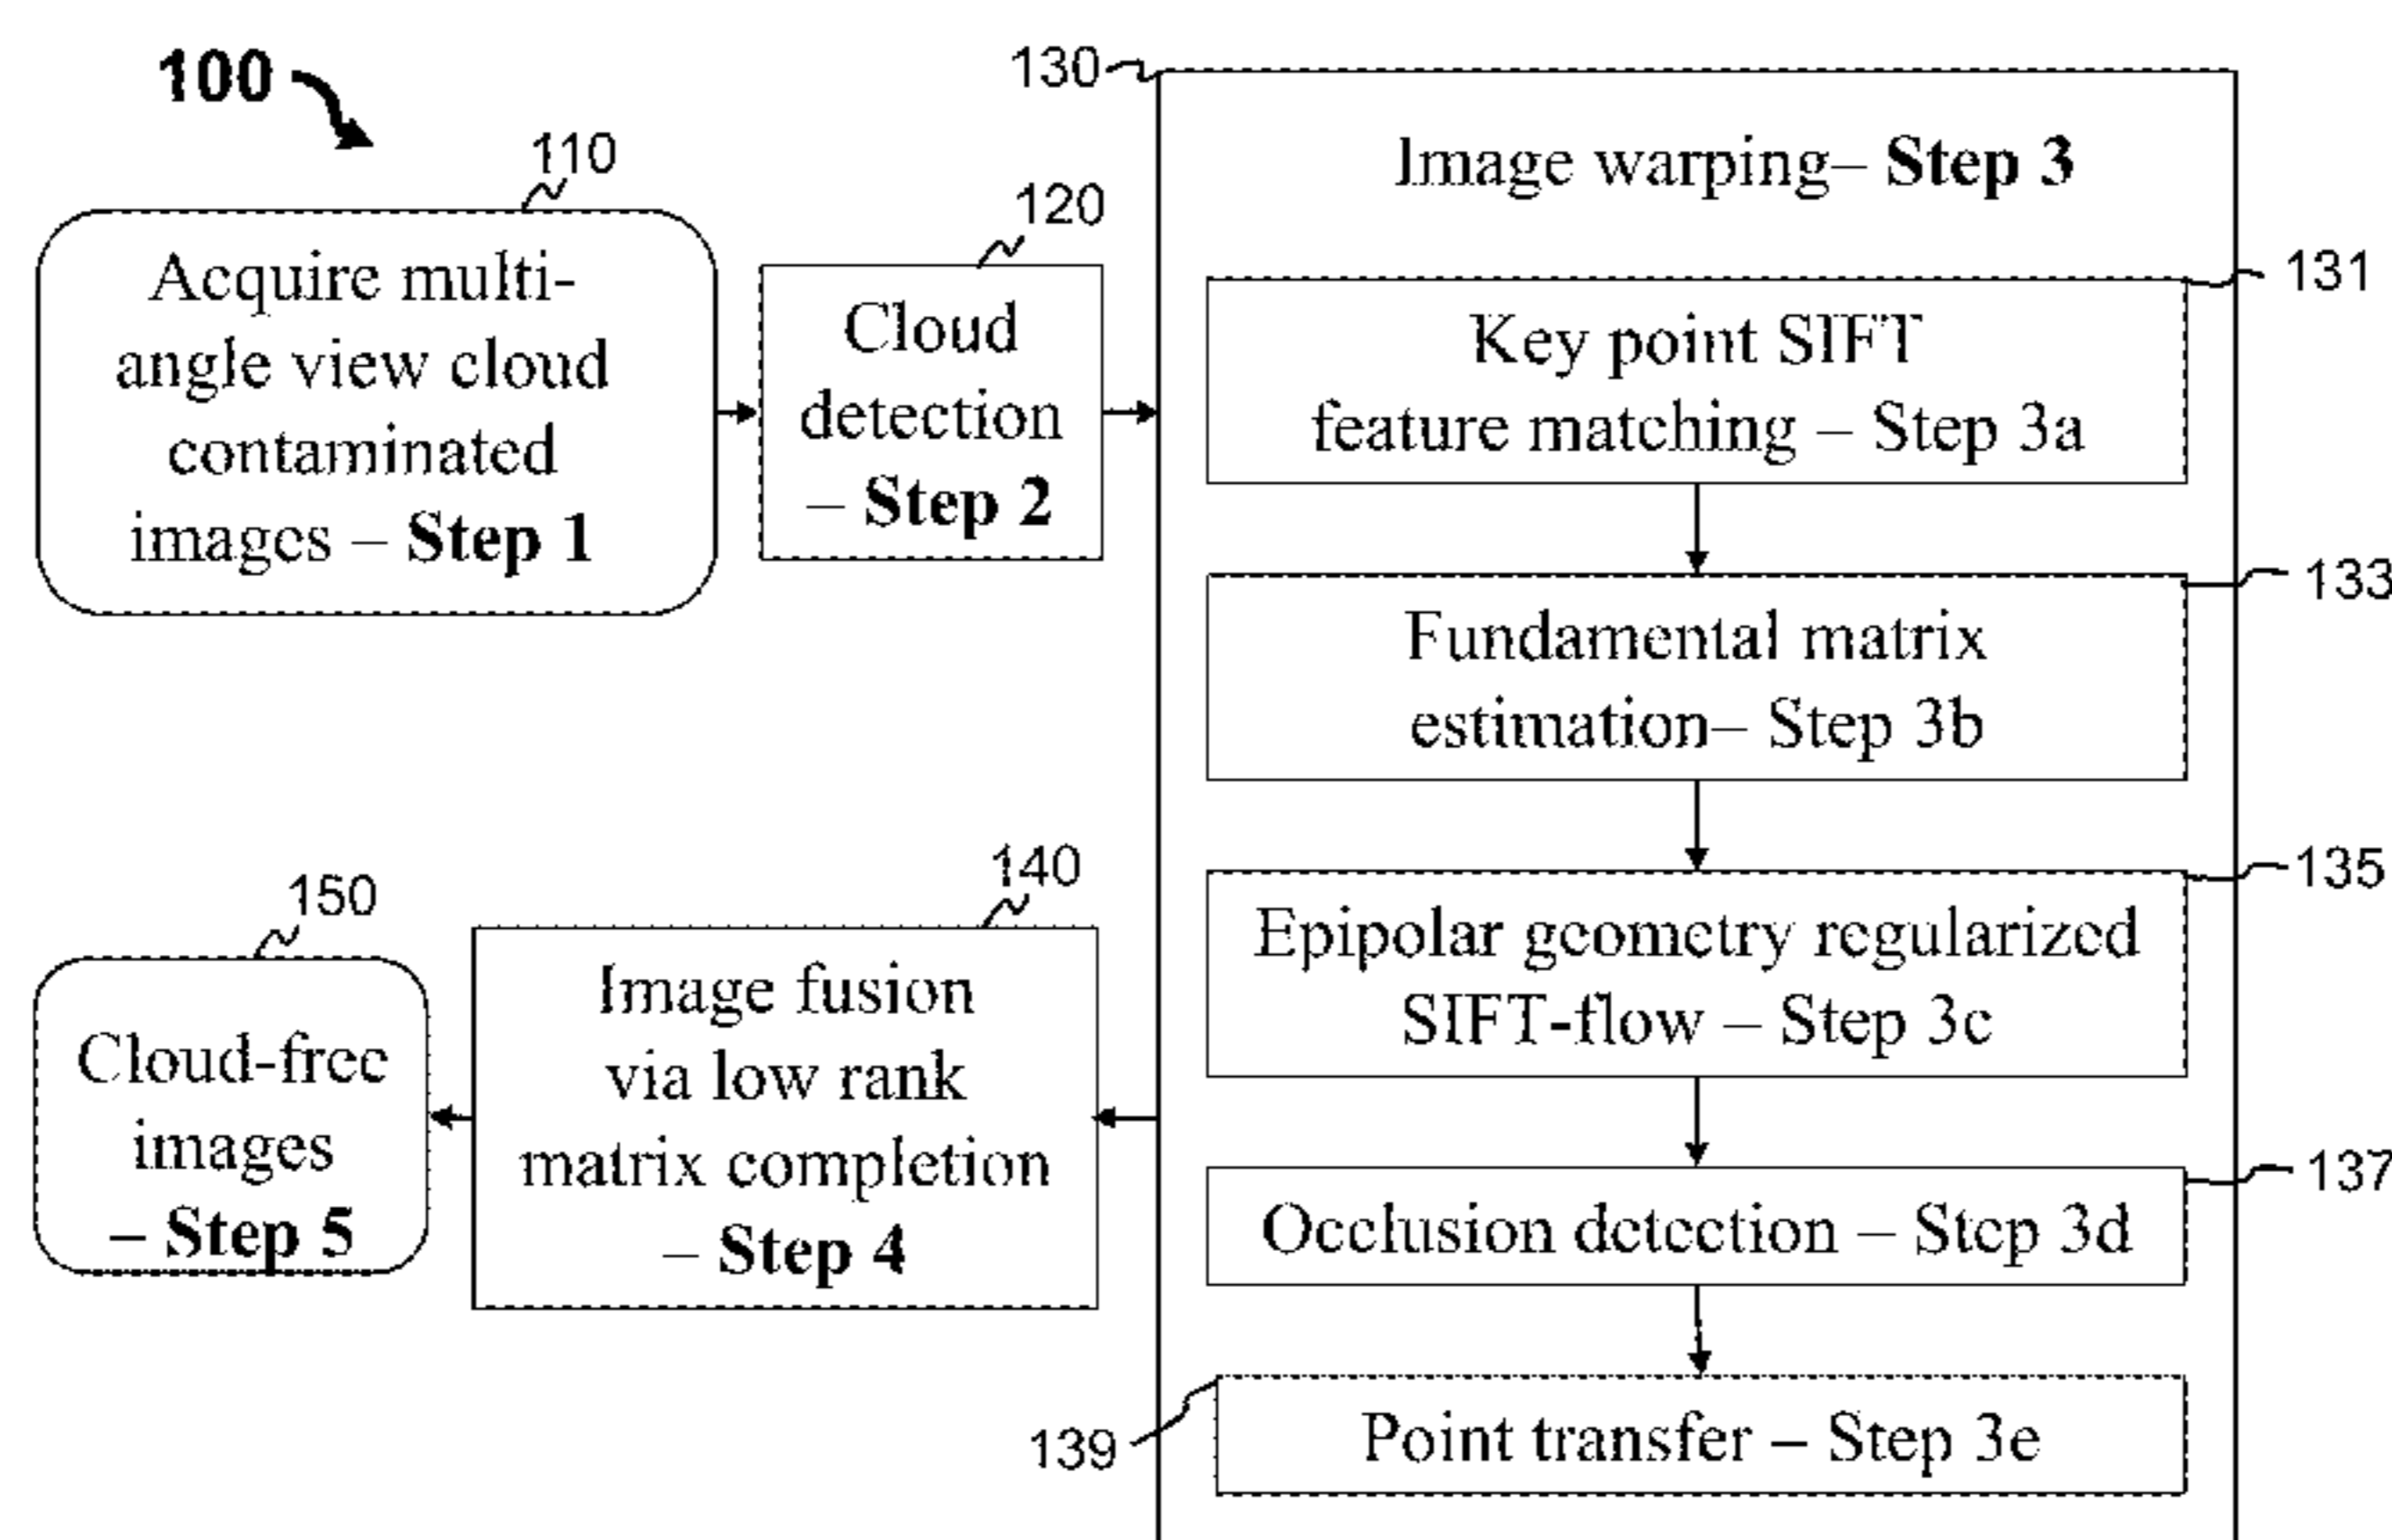 100
110
Acquire multi-
angle view cloud
contaminated
images – Step 1
120
Cloud
detection
– Step 2
130
Image warping– Step 3
131
Key point SIFT
feature matching – Step 3a
133
Fundamental matrix
estimation– Step 3b
135
Epipolar geometry regularized
SIFT-flow – Step 3c
137
Occlusion detection – Step 3d
139
Point transfer – Step 3e
140
Image fusion
via low rank
matrix completion
– Step 4
150
Cloud-free
images
– Step 5